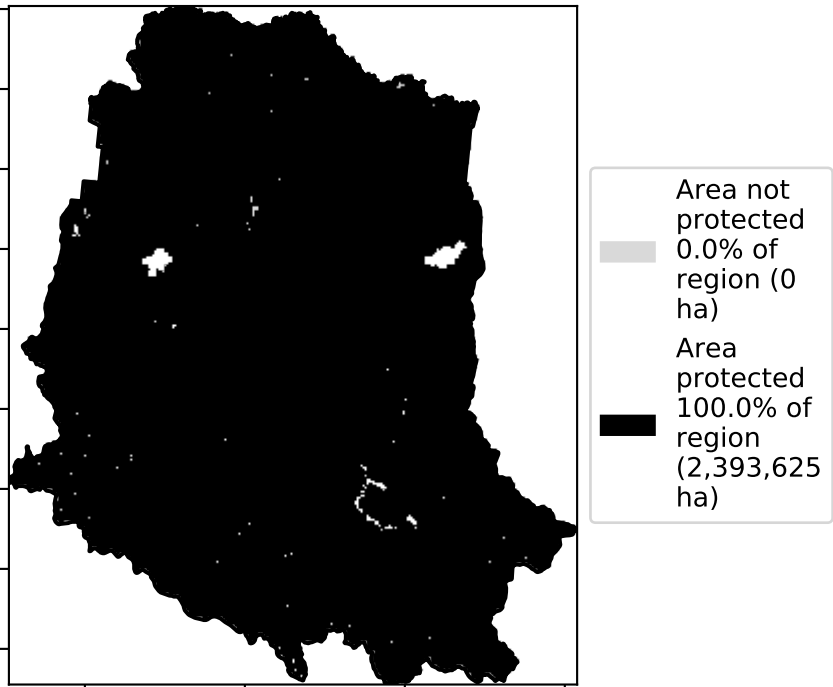 Area not
protected
0.0% of
region (0
ha)
Area
protected
100.0% of
region
(2,393,625
ha)